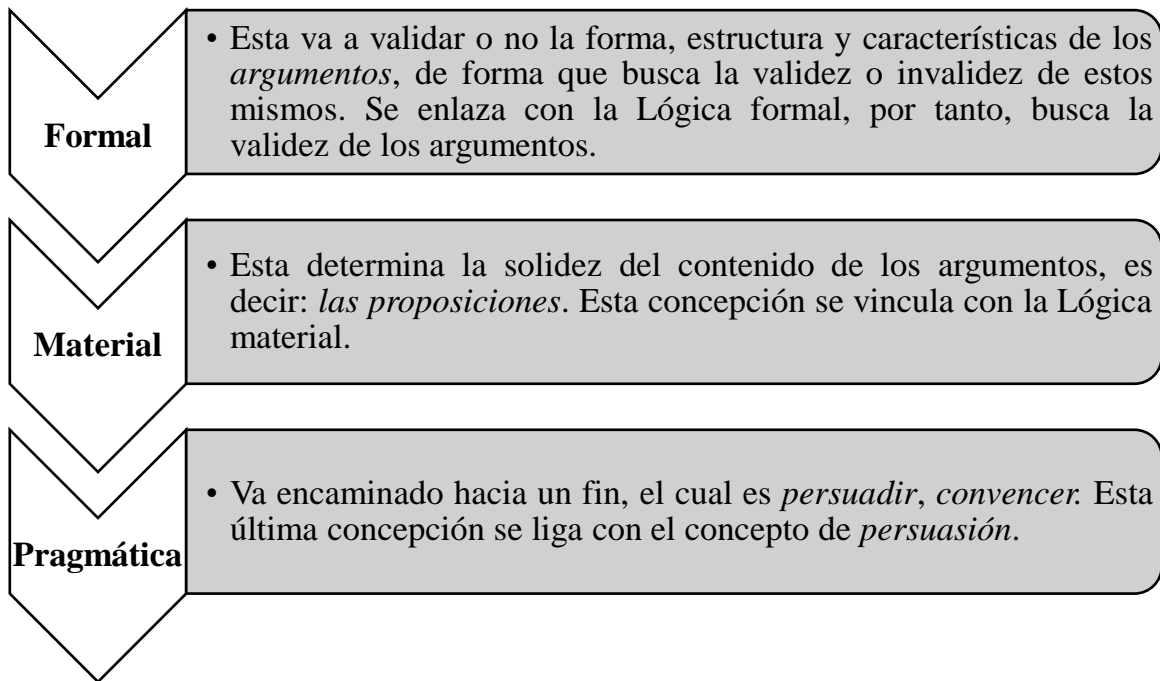 Formal
• Esta va a validar o no la forma, estructura y características de los
argumentos, de forma que busca la validez o invalidez de estos
mismos. Se enlaza con la Lógica formal, por tanto, busca la
validez de los argumentos.
Material
• Esta determina la solidez del contenido de los argumentos, es
decir: las proposiciones. Esta concepción se vincula con la Lógica
material.
Pragmática
• Va encaminado hacia un fin, el cual es persuadir, convencer. Esta
última concepción se liga con el concepto de persuasión.